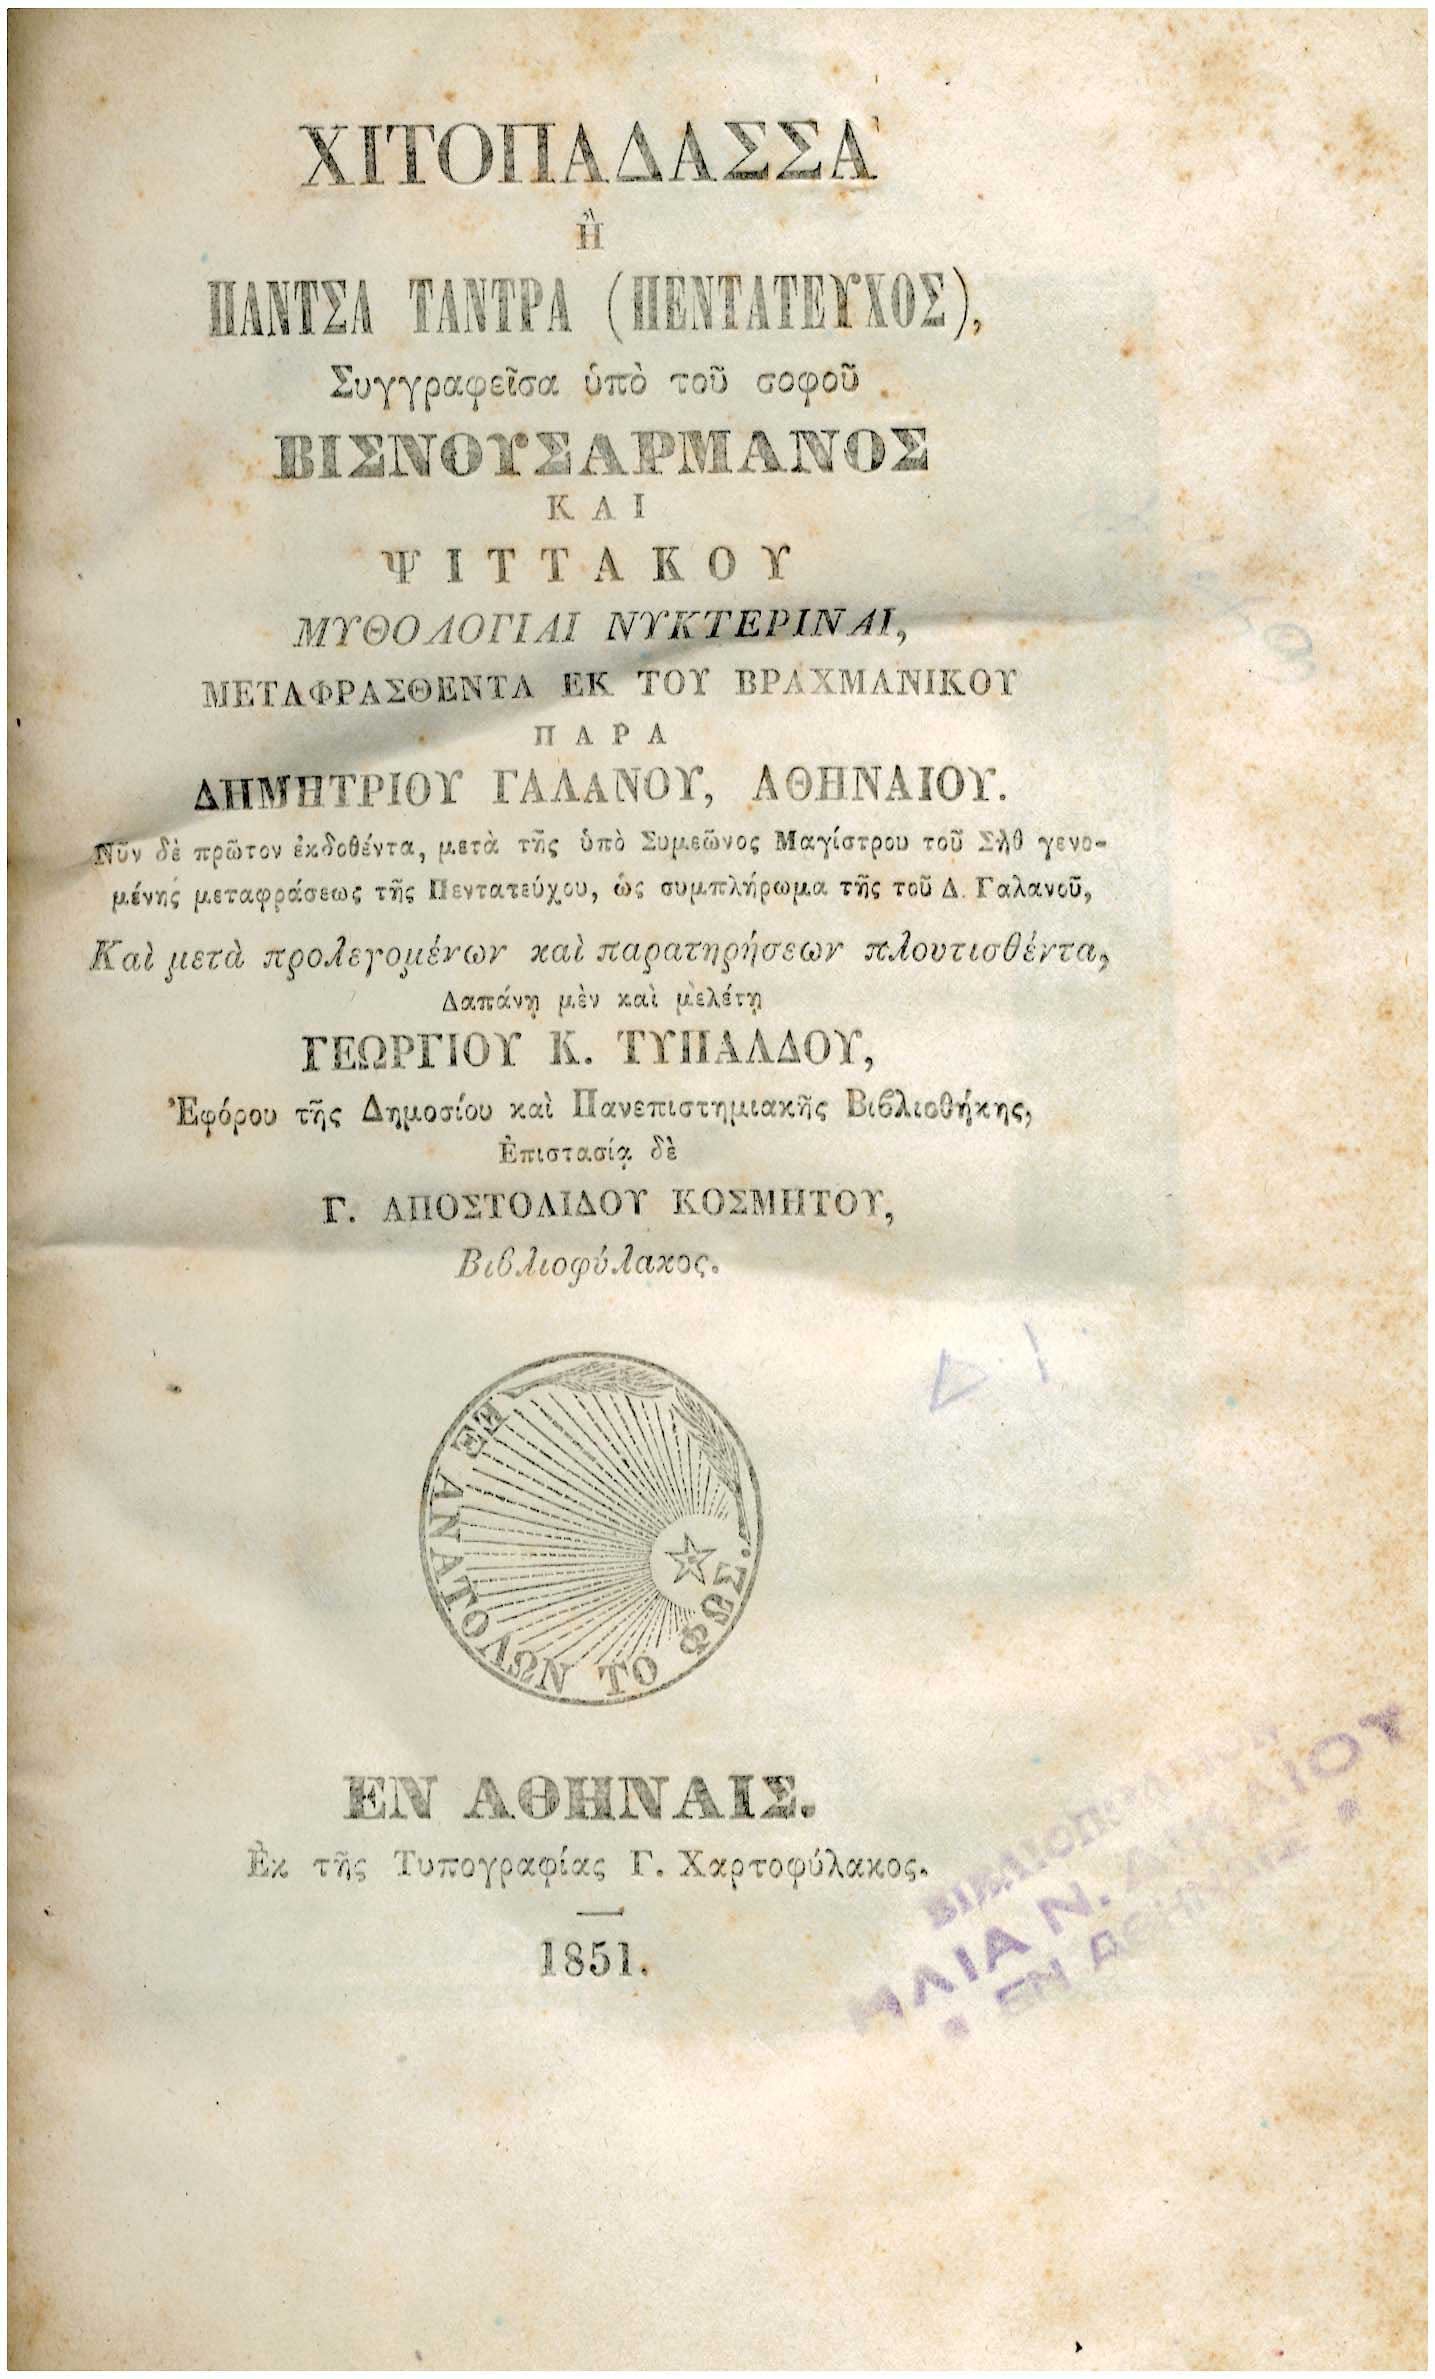 ΧΙΤΟΠΑΔΑΣΣΑ
Ἢ
ΠΑΝΤΣΑ ΤΑΝΤΡΑ (ΠΕΝΤΑΤΕΥΧΟΣ),
Συγγραφεῖσα ὑπὸ τοῦ σοφοῦ
ΒΙΣΝΟΥΣΑΡΜΑΝΟΣ
ΚΑΙ
ΨΙΤΤΑΚΟΥ
ΜΥΘΟΛΟΓΙΑΙ ΝΥΚΤΕΡΙΝΑΙ,
ΜΕΤΑΦΡΑΣΘΕΝΤΑ ΕΚ ΤΟΥ ΒΡΑΧΜΑΝΙΚΟΥ
ΠΑΡΑ
ΔΗΜΗΤΡΙΟΥ ΓΑΛΑΝΟΥ, ΑΘΗΝΑΙΟΥ.
Νῦν δὲ πρῶτον ἐκδοθέντα, μετὰ τῆς ὑπὸ Συμεῶνος Μαγίστρου τοῦ Σὴθ γενο-
μένης μεταφράσεως τῆς Πεντατεύχου, ὡς συμπλήρωμα τῆς τοῦ Δ. Γαλανοῦ,
Καὶ μετὰ προλεγομένων καὶ παρατηρήσεων πλουτισθέντα,
Δαπάνῃ μὲν καὶ μελέτῃ
ΓΕΩΡΓΙΟΥ Κ. ΤΥΠΑΛΔΟΥ,
Ἐφόρου τῆς Δημοσίου καὶ Πανεπιστημιακῆς Βιβλιοθήκης,
Ἐπιστασίᾳ δὲ
Γ. ΑΠΟΣΤΟΛΙΔΟΥ ΚΟΣΜΗΤΟΥ,
Βιβλιοφύλακος.
ΕΞ ΑΝΑΤΟΛΩΝ ΤΟ ΦΩΣ.
ΕΝ ΑΘΗΝΑΙΣ.
Ἐκ τῆς Τυπογραφίας Γ. Χαρτοφύλακος.
1851.
ΒΙΒΛΙΟΠΩΛΕΙΟΝ
ΗΛΙΑ Ν.
ΕΝ ΑΘΗΝΑΙΣ